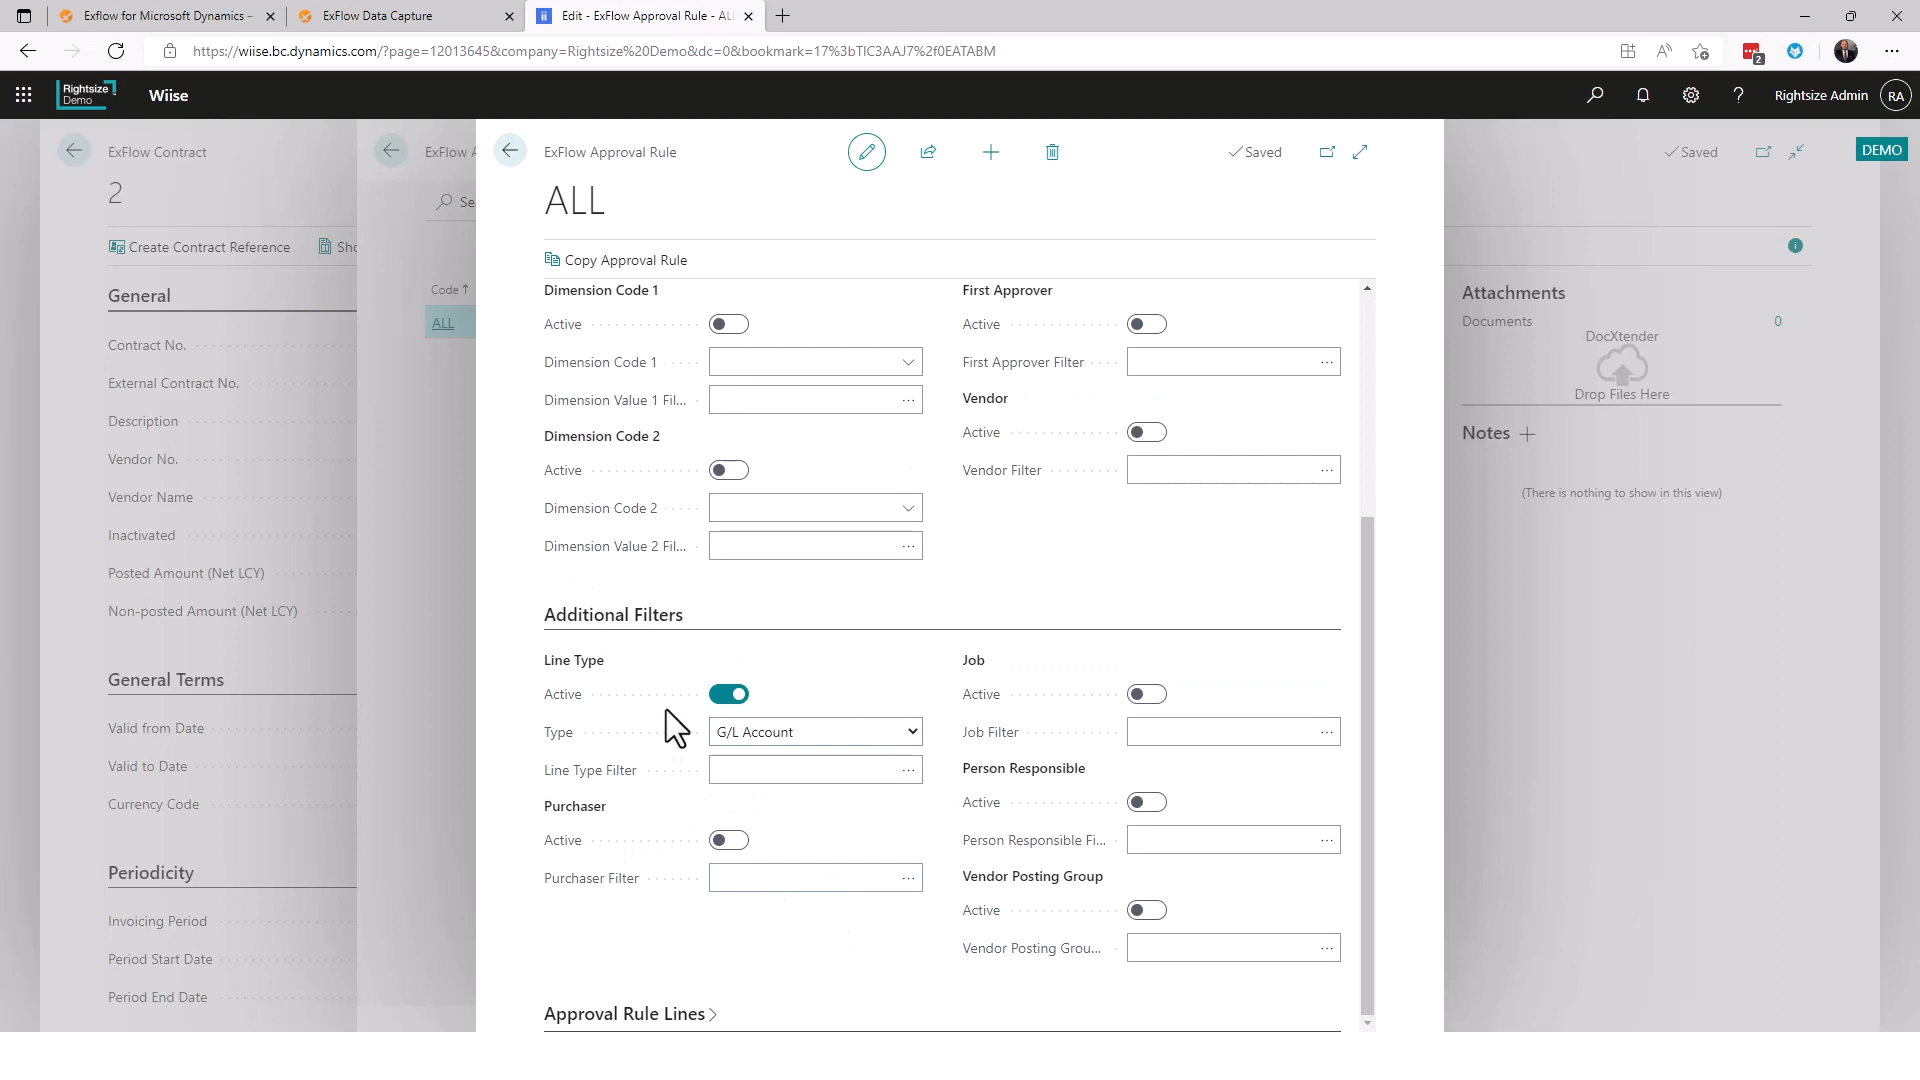 Exflow for Microsoft Dynamics –
ExFlow Data Capture
Edit - ExFlow Approval Rule - ALL
https://wiise.bc.dynamics.com/?page=12013645&company=Rightsize%20Demo&dc=0&bookmark=17%3bTIC3AAJ7%2f0EATABM
2
Rightsize
Demo
Wiise
Rightsize Admin
RA
ExFlow Contract
ExFlow A
ExFlow Approval Rule
Saved
Saved
DEMO
2
Sea
ALL
Create Contract Reference
Sho
Copy Approval Rule
General
Contract No.
External Contract No.
Description
Vendor No.
Vendor Name
Inactivated
Posted Amount (Net LCY)
Non-posted Amount (Net LCY)
General Terms
Valid from Date
Valid to Date
Currency Code
Periodicity
Invoicing Period
Period Start Date
Period End Date
Code ↑
ALL
Dimension Code 1
Active
Dimension Code 1
Dimension Value 1 Fil...
Dimension Code 2
Active
Dimension Code 2
Dimension Value 2 Fil...
First Approver
Active
First Approver Filter
Vendor
Active
Vendor Filter
Additional Filters
Line Type
Active
Type
G/L Account
Line Type Filter
Purchaser
Active
Purchaser Filter
Job
Active
Job Filter
Person Responsible
Active
Person Responsible Fi...
Vendor Posting Group
Active
Vendor Posting Grou...
Approval Rule Lines
Attachments
Documents
0
DocXtender
Drop Files Here
Notes
(There is nothing to show in this view)